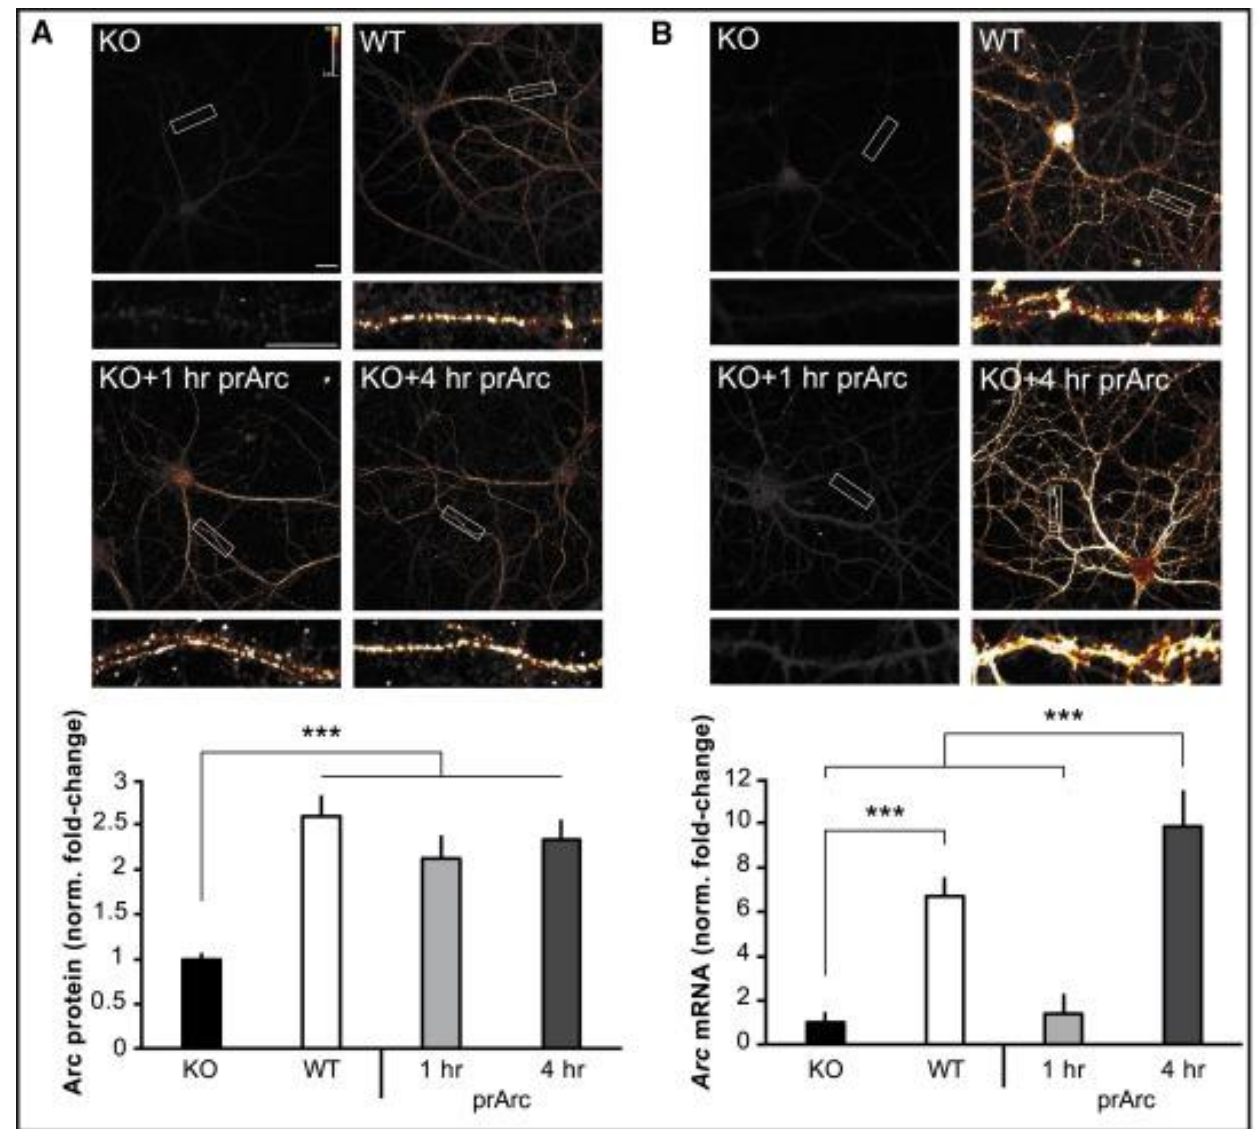 A
KO
WT
KO+1 hr prArc
KO+4 hr prArc
Arc protein (norm. fold-change)
***
3
2.5
2
1.5
1
0.5
0
KO
WT
1 hr
4 hr
prArc
B
KO
WT
KO+1 hr prArc
KO+4 hr prArc
Arc mRNA (norm. fold-change)
***
***
12
10
8
6
4
2
0
KO
WT
1 hr
4 hr
prArc